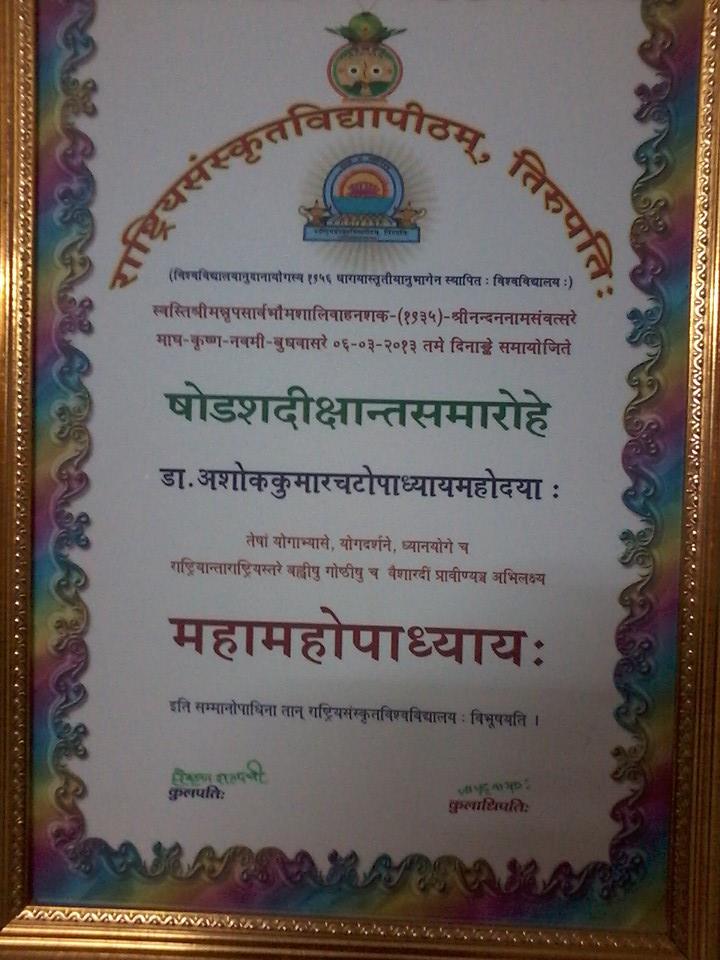 राष्ट्रियसंस्कृतविद्यापीठम्, तिरुपतिः
(विश्वविद्यालयानुदानायोगस्य १९५६ धारायास्तृतीयानुभागेन स्थापित : विश्वविद्यालय :)
स्वस्तिश्रीमन्नृपसार्वभौमशालिवाहनशक-(१९३५)-श्रीनन्दननामसंवत्सरे
माघ-कृष्ण-नवमी-बुधवासरे ०६-०३-२०१३ तमे दिनाङ्के समायोजिते
षोडशदीक्षान्तसमारोहे
डा.अशोककुमारचटोपाध्यायमहोदया :
तेषां योगाभ्यासे, योगदर्शने, ध्यानयोगे च
राष्ट्रियान्ताराष्ट्रियस्तरे बह्वीषु गोष्ठीषु च वैशारदीं प्रावीण्यञ्च अभिलक्ष्य
महामहोपाध्याय:
इति सम्मानोपाधिना तान् राष्ट्रियसंस्कृतविश्वविद्यालय : विभूषयति ।
कुलपति:
कुलाधिपति: